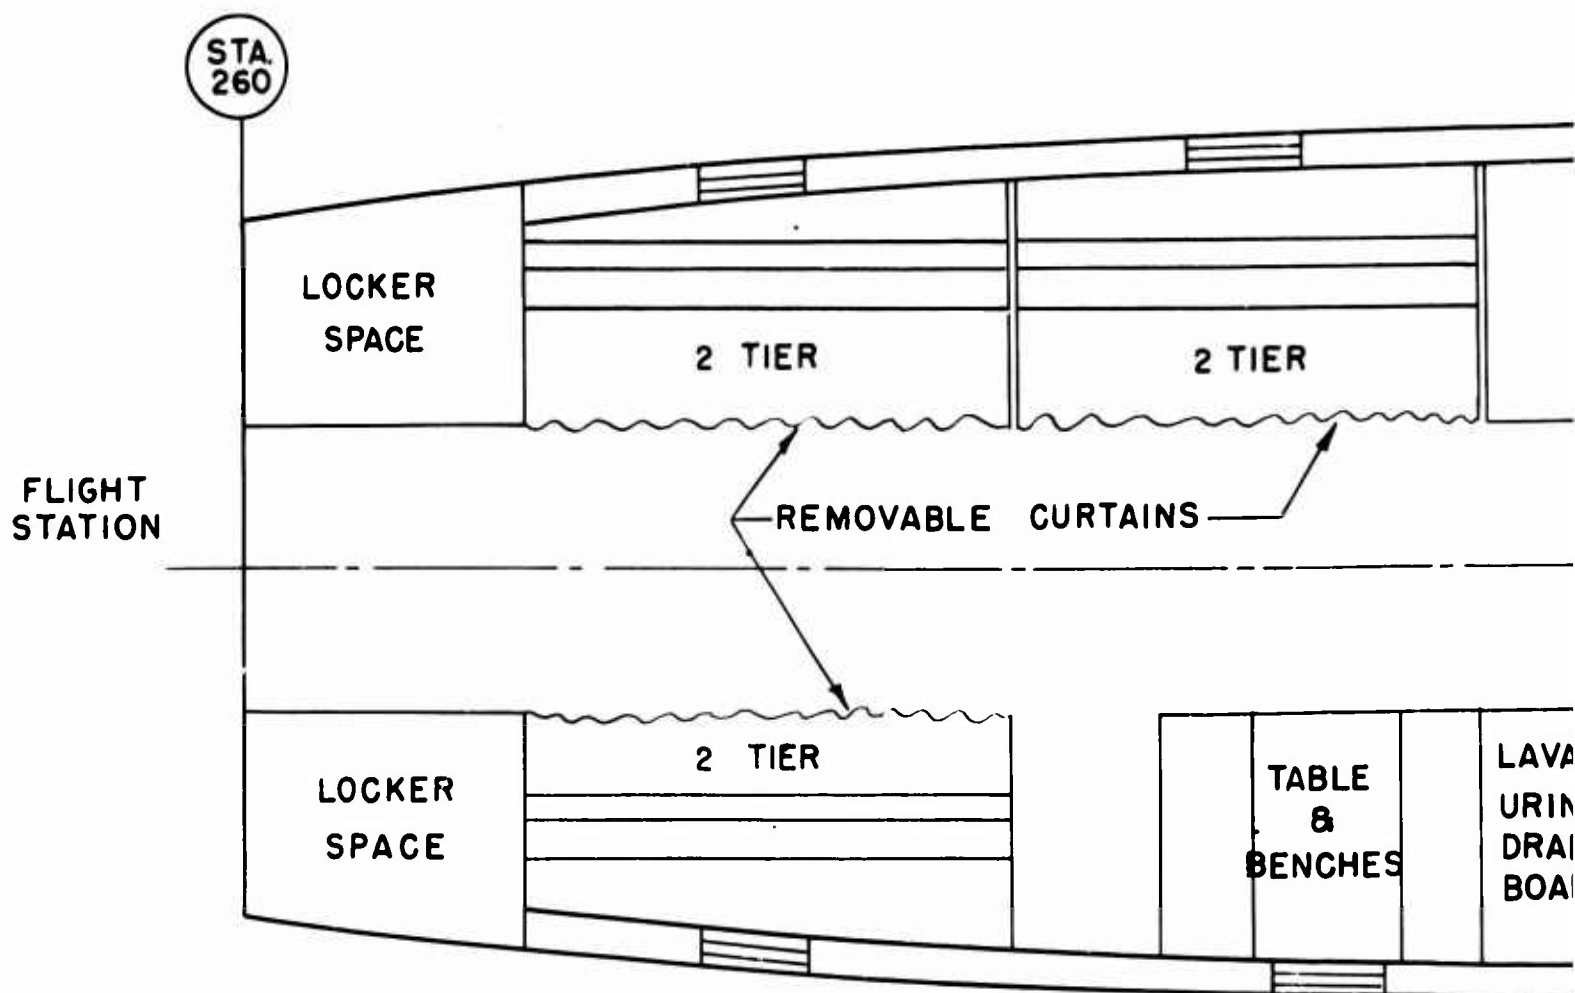 STA.
260
LOCKER
SPACE
2 TIER
2 TIER
FLIGHT
STATION
REMOVABLE CURTAINS
2 TIER
LOCKER
SPACE
TABLE
&
BENCHES